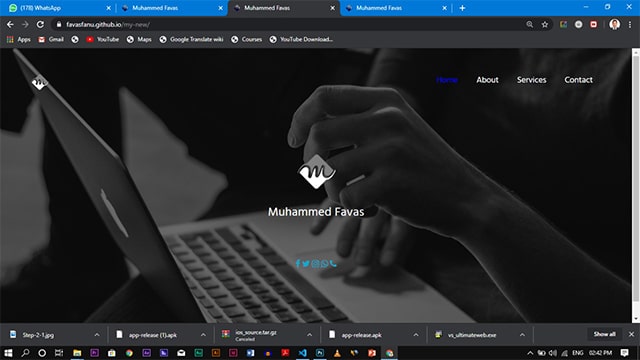 (178) WhatsApp
Muhammed Favas
Muhammed Favas
Muhammed Favas
favasfanu.github.io/my-new/
Apps Gmail YouTube Maps Google Translate wiki Courses YouTube Download...
Home About Services Contact
m
Muhammed Favas
Step-2-1.jpg
app-release (1).apk
ios_source.tar.gz
Canceled
app-release.apk
vs_ultimateweb.exe
Show all
ENG 02:42 PM